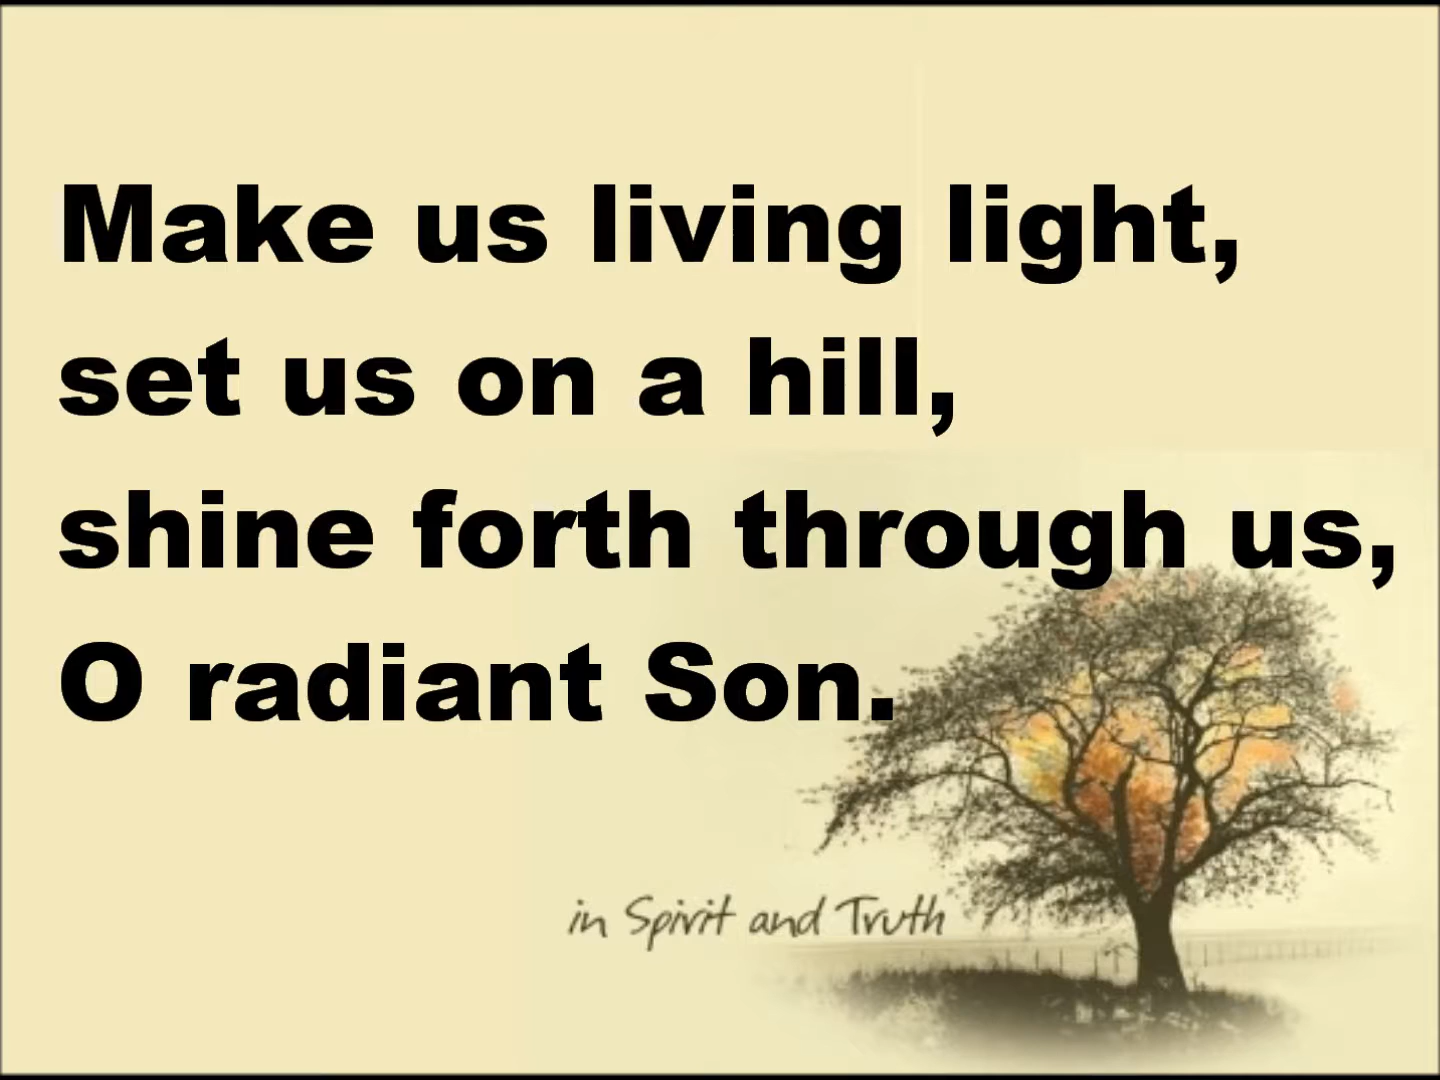 Make us living light,
set us on a hill,
shine forth through us,
O radiant Son.
in Spirit and Truth